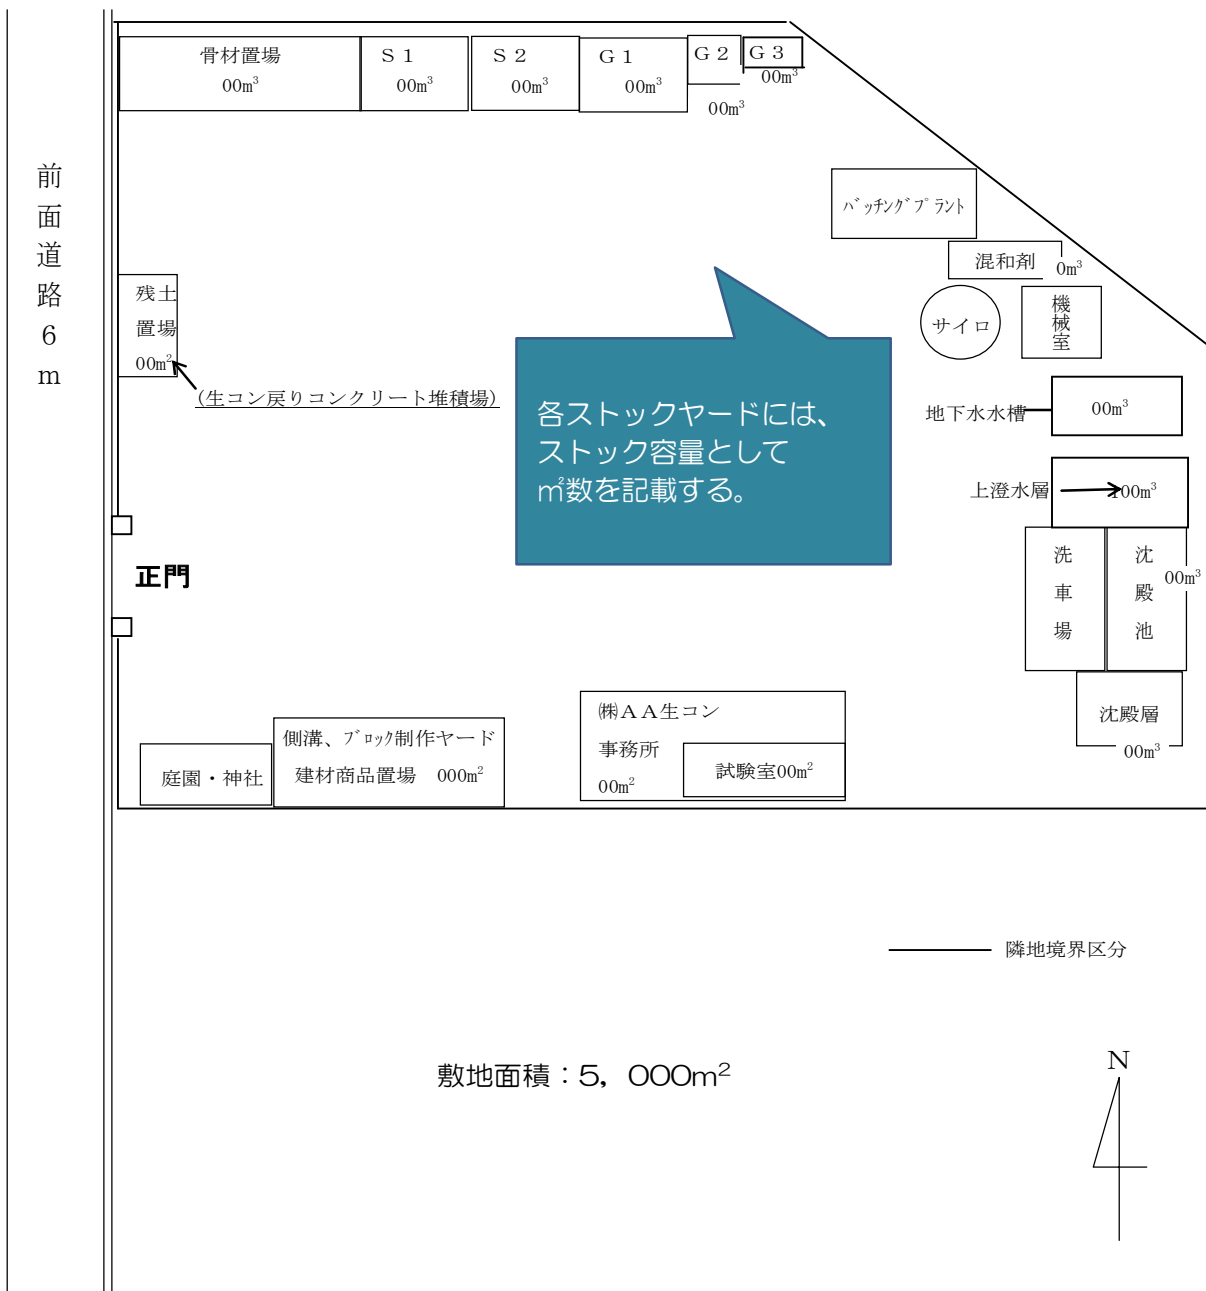 骨材置場
00m³
S1
00m³
S2
00m³
G1
00m³
G2
00m³
G3
00m³
前面道路6m
バッチングプラント
混和剤
0m³
サイロ
機械室
残土
置場
00m²
(生コン戻りコンクリート堆積場)
各ストックヤードには、
ストック容量として
㎥数を記載する。
地下水水槽
00m³
上澄水層
100m³
洗車場
沈殿池
00m³
沈殿層
00m³
正門
庭園・神社
側溝、ブロック制作ヤード
建材商品置場 000m²
㈱AA生コン
事務所
00m²
試験室00m²
隣地境界区分
敷地面積:5,000m²
N